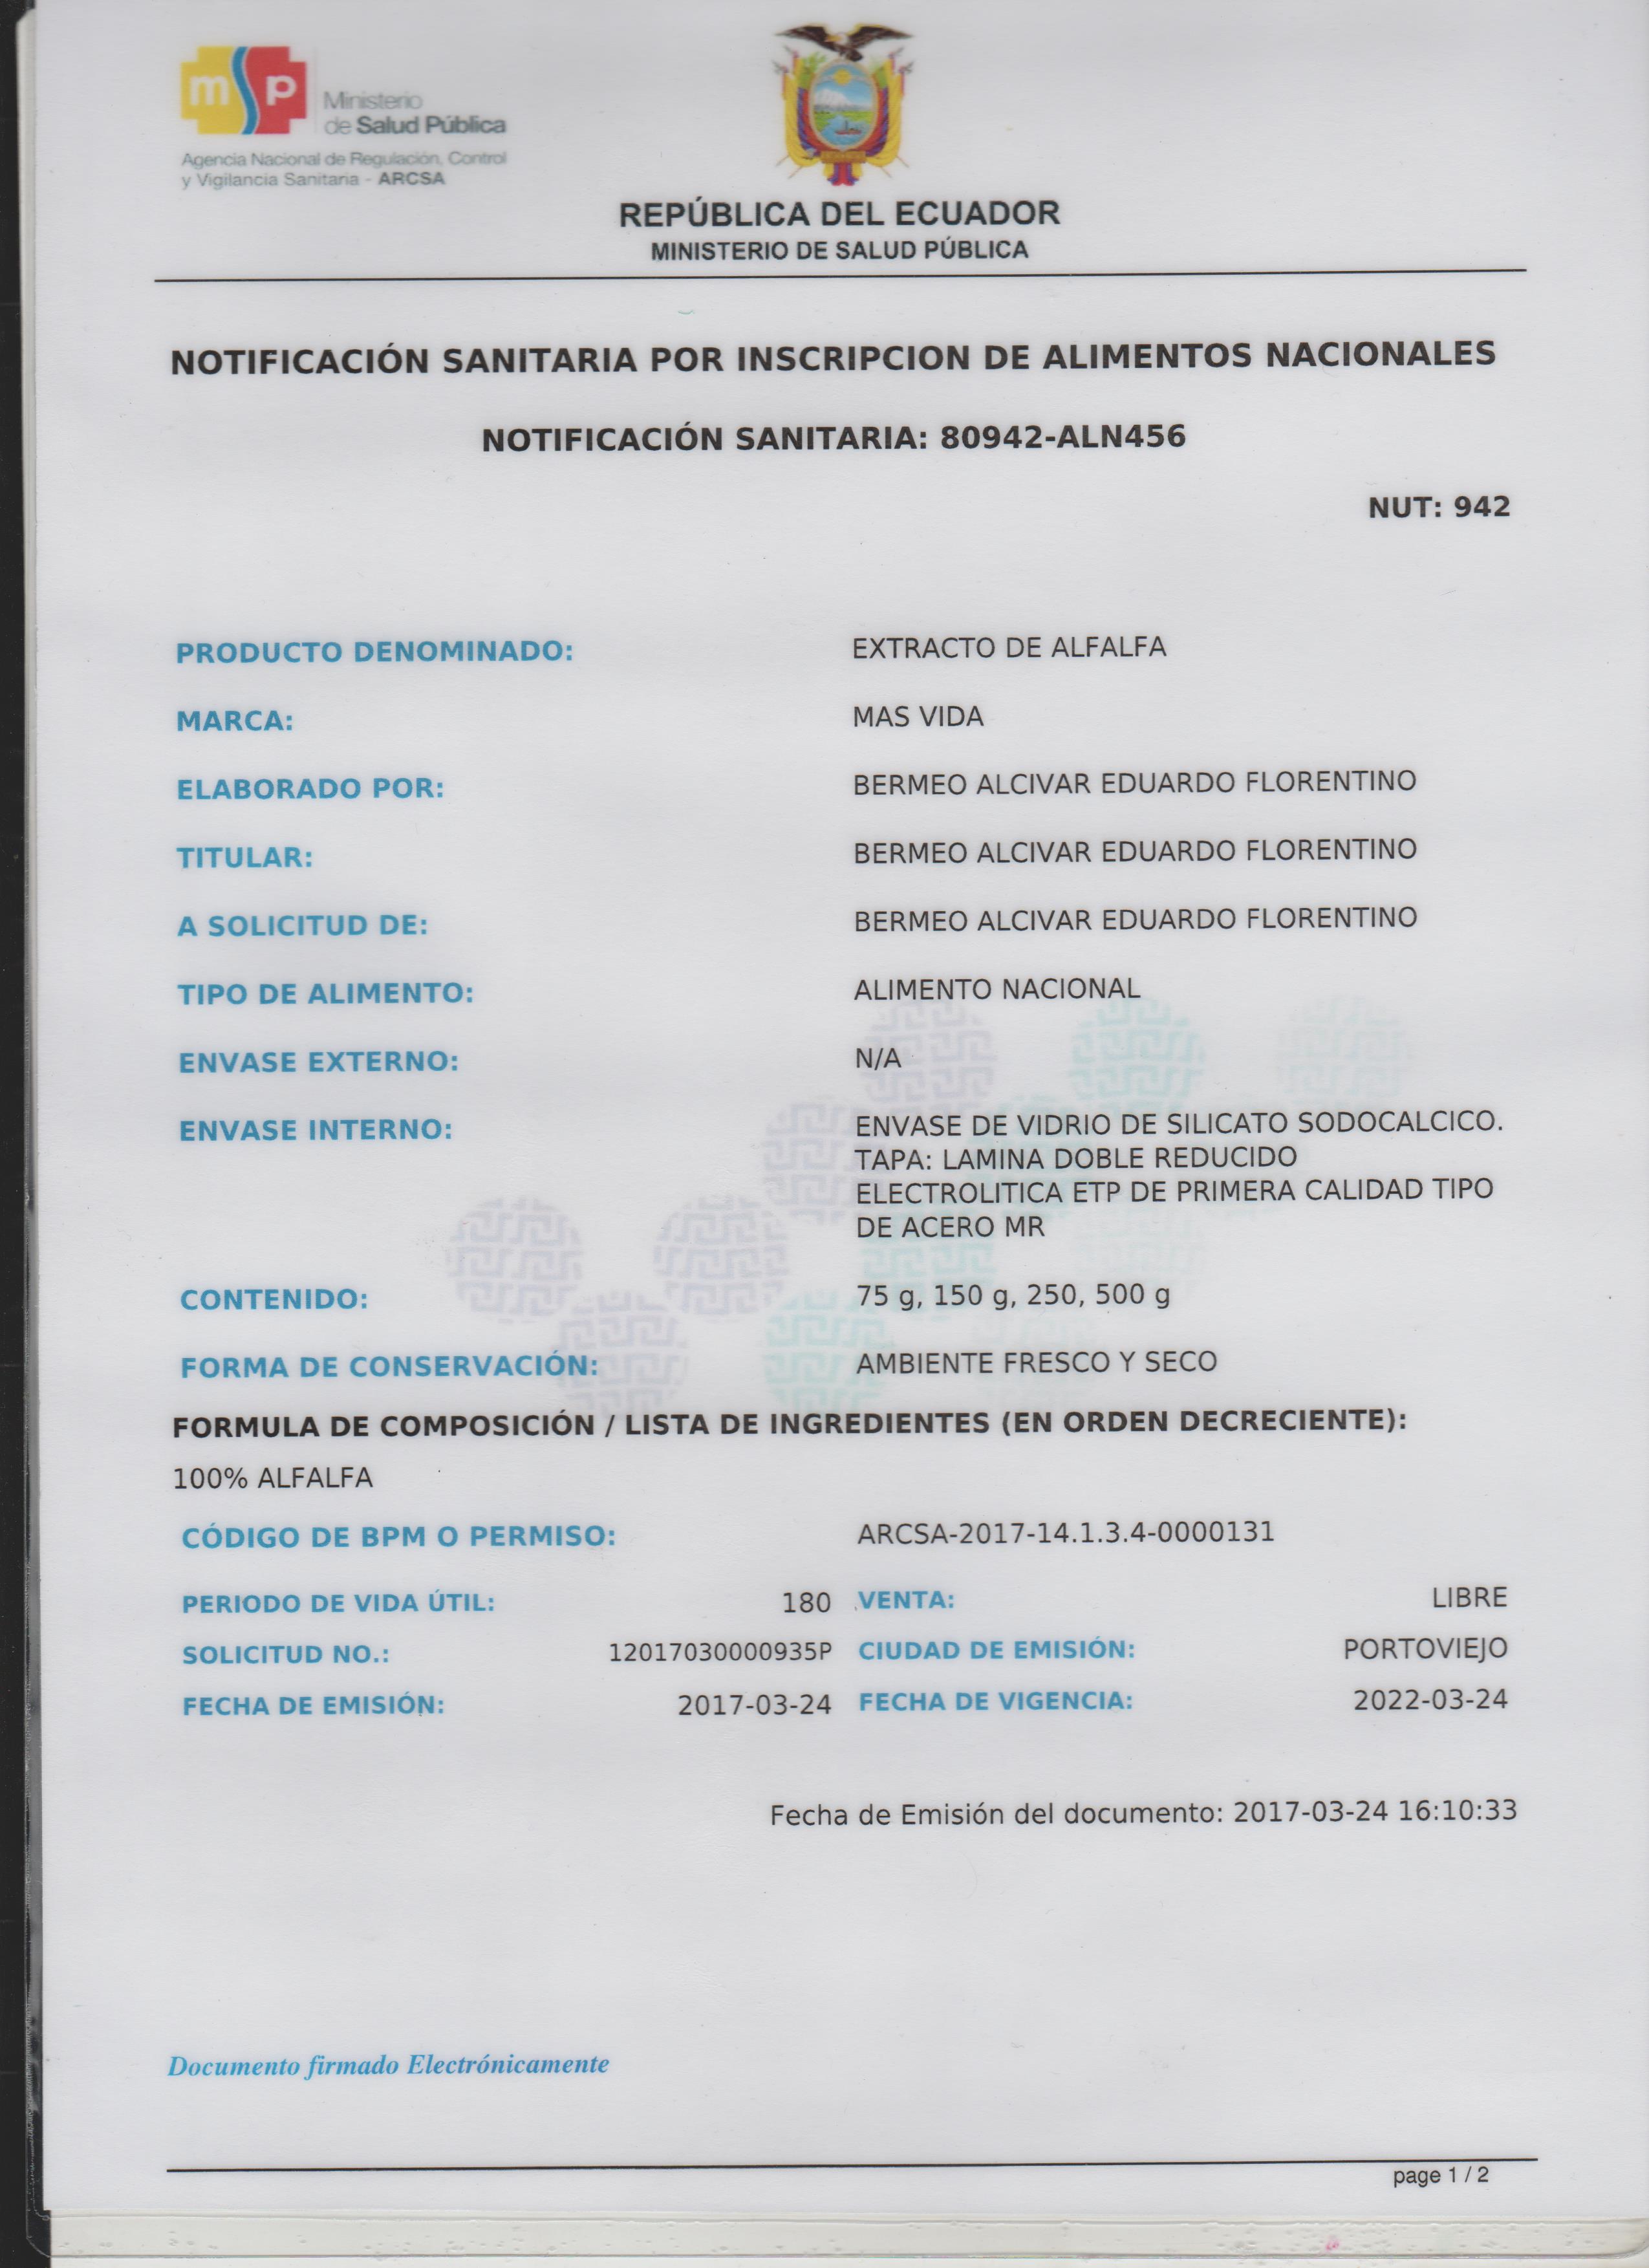 msp
Ministerio
de Salud Pública
Agencia Nacional de Regulación, Control
y Vigilancia Sanitaria - ARCSA
REPÚBLICA DEL ECUADOR
MINISTERIO DE SALUD PÚBLICA
NOTIFICACIÓN SANITARIA POR INSCRIPCION DE ALIMENTOS NACIONALES
NOTIFICACIÓN SANITARIA: 80942-ALN456
NUT: 942
PRODUCTO DENOMINADO: EXTRACTO DE ALFALFA
MARCA: MAS VIDA
ELABORADO POR: BERMEO ALCIVAR EDUARDO FLORENTINO
TITULAR: BERMEO ALCIVAR EDUARDO FLORENTINO
A SOLICITUD DE: BERMEO ALCIVAR EDUARDO FLORENTINO
TIPO DE ALIMENTO: ALIMENTO NACIONAL
ENVASE EXTERNO: N/A
ENVASE INTERNO: ENVASE DE VIDRIO DE SILICATO SODOCALCICO.
TAPA: LAMINA DOBLE REDUCIDO
ELECTROLITICA ETP DE PRIMERA CALIDAD TIPO
DE ACERO MR
CONTENIDO: 75 g, 150 g, 250, 500 g
FORMA DE CONSERVACIÓN: AMBIENTE FRESCO Y SECO
FORMULA DE COMPOSICIÓN / LISTA DE INGREDIENTES (EN ORDEN DECRECIENTE):
100% ALFALFA
CÓDIGO DE BPM O PERMISO: ARCSA-2017-14.1.3.4-0000131
PERIODO DE VIDA ÚTIL: 180 VENTA: LIBRE
SOLICITUD NO.: 12017030000935P CIUDAD DE EMISIÓN: PORTOVIEJO
FECHA DE EMISIÓN: 2017-03-24 FECHA DE VIGENCIA: 2022-03-24
Fecha de Emisión del documento: 2017-03-24 16:10:33
Documento firmado Electrónicamente
page 1 / 2